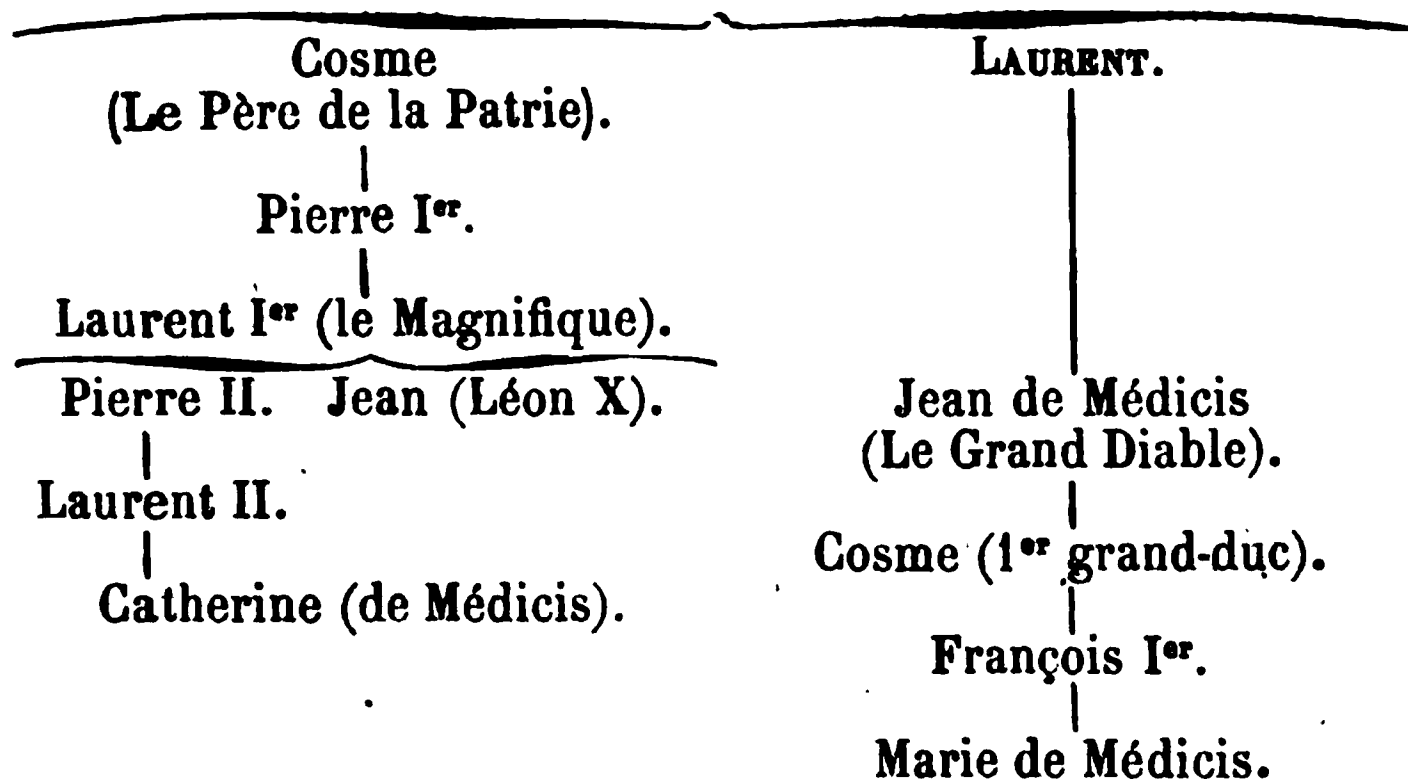 Cosme
(Le Père de la Patrie).
Pierre Iᵉʳ.
Laurent Iᵉʳ (le Magnifique).
Pierre II. Jean (Léon X).
Laurent II.
Catherine (de Médicis).
LAURENT.
Jean de Médicis
(Le Grand Diable).
Cosme (1ᵉʳ grand-duc).
François Iᵉʳ.
Marie de Médicis.